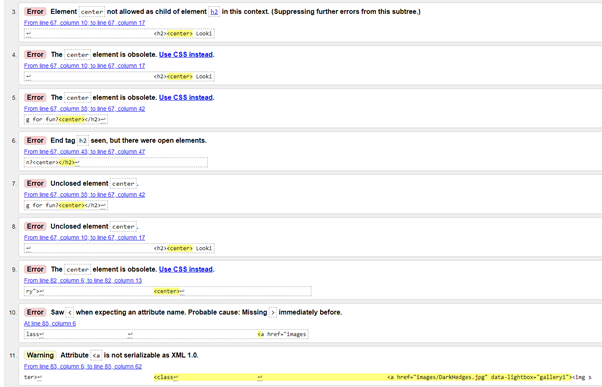 3. Error Element center not allowed as child of element h2 in this context. (Suppressing further errors from this subtree.)
From line 67, column 10; to line 67, column 17
↩ <h2><center> Looki
4. Error The center element is obsolete. Use CSS instead.
From line 67, column 10; to line 67, column 17
↩ <h2><center> Looki
5. Error The center element is obsolete. Use CSS instead.
From line 67, column 35; to line 67, column 42
g for fun?<center></h2>↩
6. Error End tag h2 seen, but there were open elements.
From line 67, column 43; to line 67, column 47
n?<center></h2>↩
7. Error Unclosed element center.
From line 67, column 35; to line 67, column 42
g for fun?<center></h2>↩
8. Error Unclosed element center.
From line 67, column 10; to line 67, column 17
↩ <h2><center> Looki
9. Error The center element is obsolete. Use CSS instead.
From line 82, column 6; to line 82, column 13
ry">↩ <center>↩
10. Error Saw < when expecting an attribute name. Probable cause: Missing > immediately before.
At line 85, column 6
lass↩ ↩ <a href="images
11. Warning Attribute <a is not serializable as XML 1.0.
From line 83, column 6; to line 85, column 62
ter>↩ <class↩ ↩ <a href="images/DarkHedges.jpg" data-lightbox="gallery1"><img s